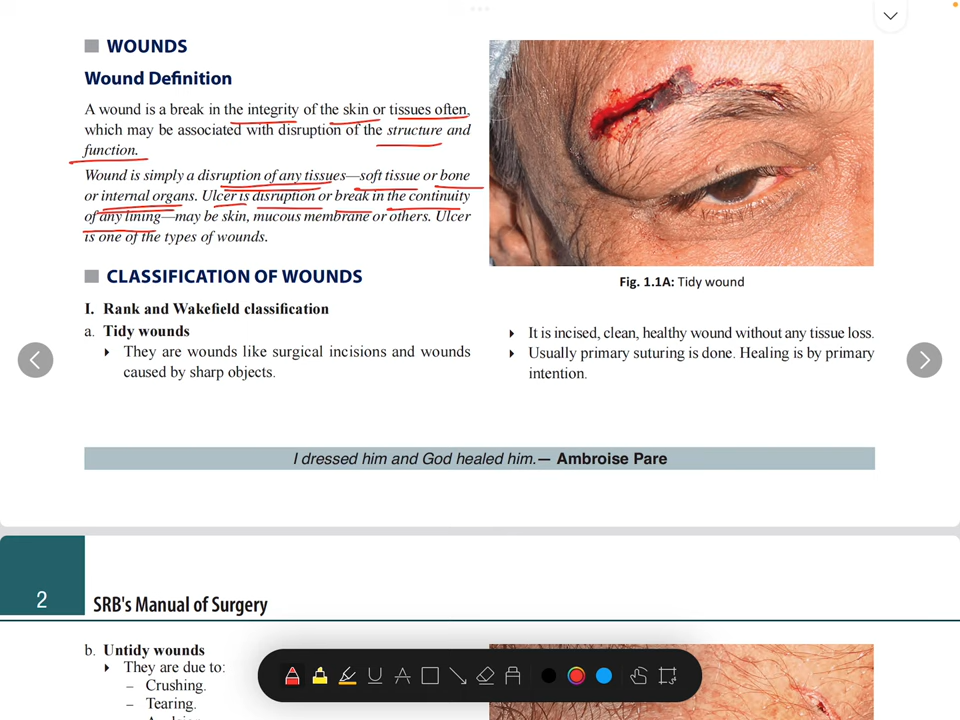 WOUNDS
Wound Definition
A wound is a break in the integrity of the skin or tissues often,
which may be associated with disruption of the structure and
function.
Wound is simply a disruption of any tissues—soft tissue or bone
or internal organs. Ulcer is disruption or break in the continuity
of any lining—may be skin, mucous membrane or others. Ulcer
is one of the types of wounds.
CLASSIFICATION OF WOUNDS
I. Rank and Wakefield classification
a. Tidy wounds
They are wounds like surgical incisions and wounds
caused by sharp objects.
Fig. 1.1A: Tidy wound
It is incised, clean, healthy wound without any tissue loss.
Usually primary suturing is done. Healing is by primary
intention.
I dressed him and God healed him.— Ambroise Pare
2
SRB's Manual of Surgery
b. Untidy wounds
They are due to:
– Crushing.
– Tearing.